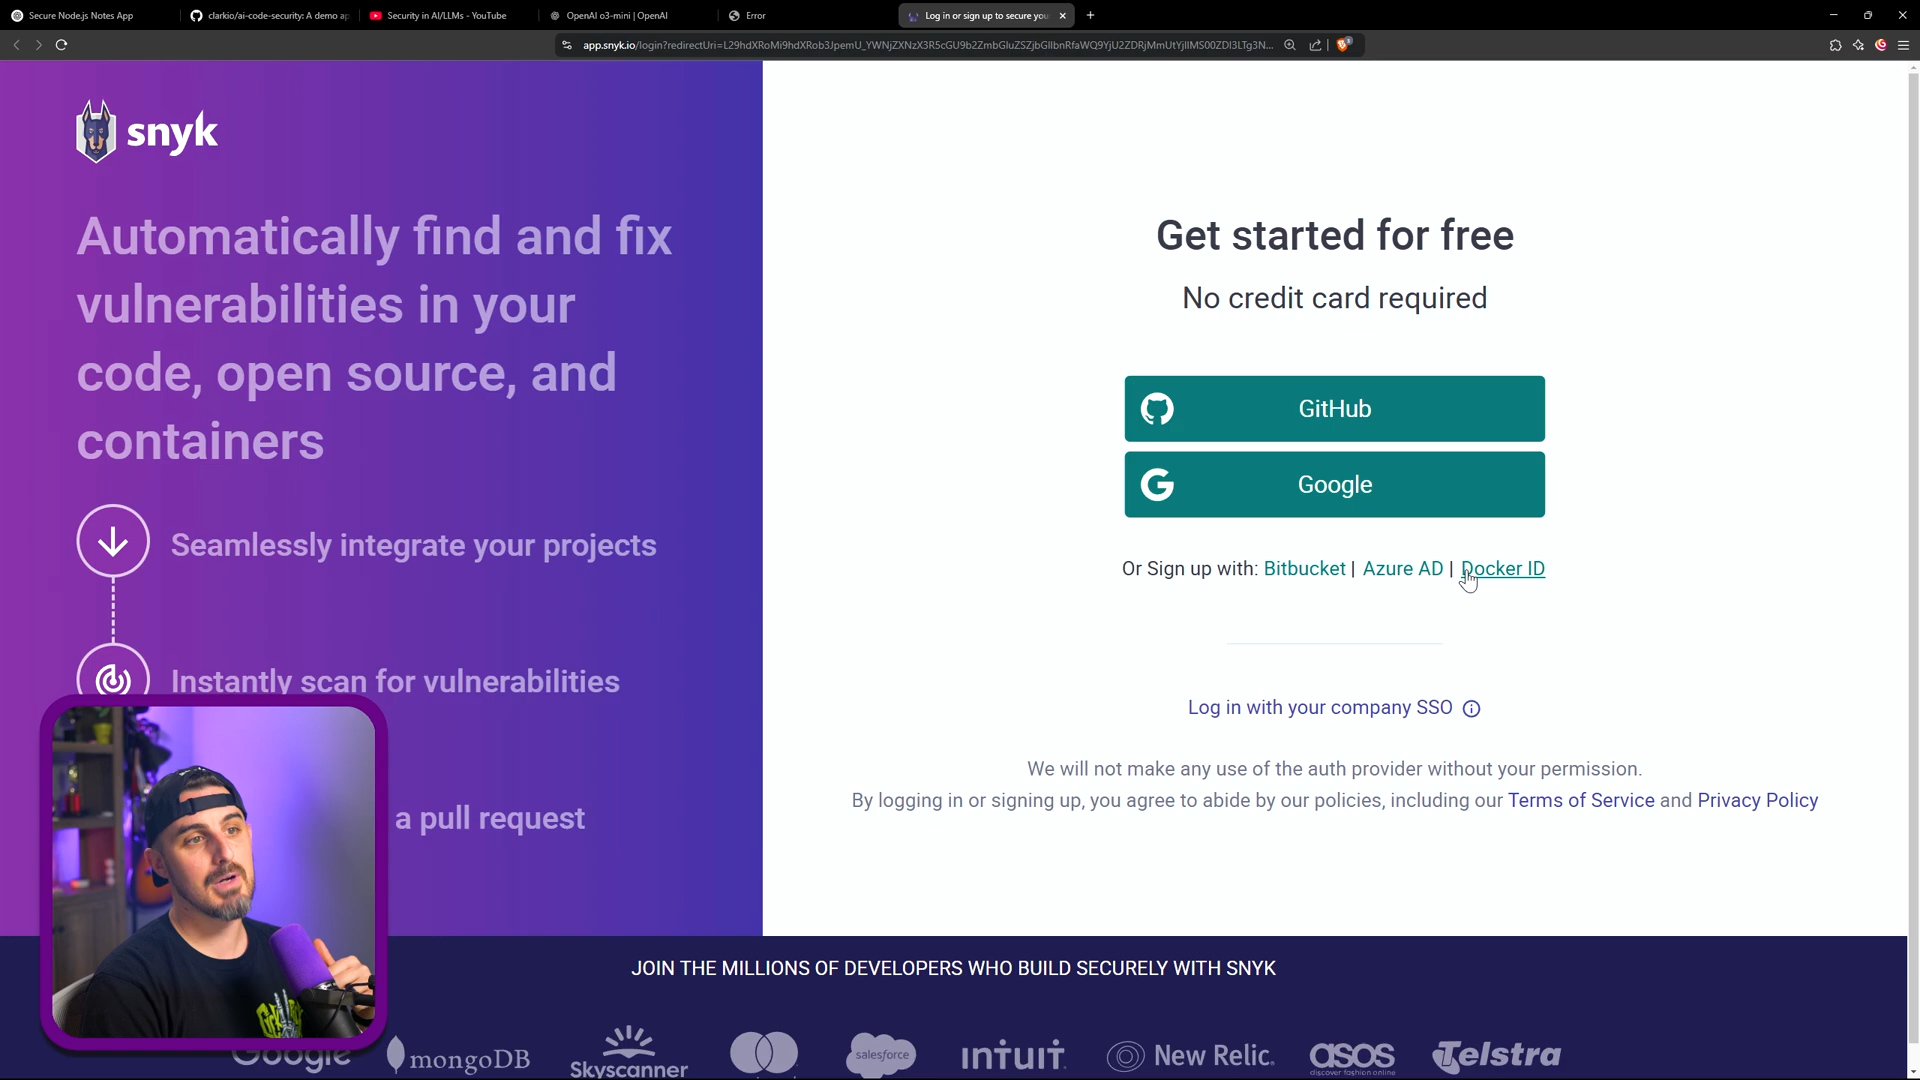 Secure Node.js Notes App
clarkio/ai-code-security: A demo ap
Security in AI/LLMs - YouTube
OpenAI o3-mini | OpenAI
Error
Log in or sign up to secure you
snyk
Automatically find and fix
vulnerabilities in your
code, open source, and
containers
Seamlessly integrate your projects
Instantly scan for vulnerabilities
a pull request
Get started for free
No credit card required
GitHub
Google
Or Sign up with: Bitbucket | Azure AD | Docker ID
Log in with your company SSO
We will not make any use of the auth provider without your permission.
By logging in or signing up, you agree to abide by our policies, including our Terms of Service and Privacy Policy
JOIN THE MILLIONS OF DEVELOPERS WHO BUILD SECURELY WITH SNYK
Google
mongoDB
Skyscanner
salesforce
INTUIT
New Relic.
asos
discover fashion online
Telstra